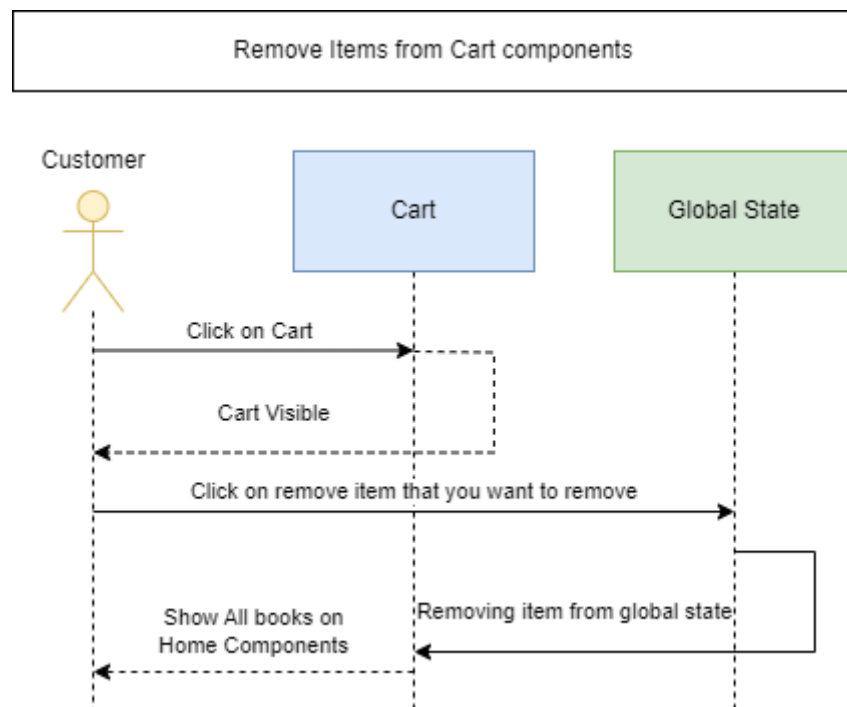 Remove Items from Cart components
Customer
Cart
Global State
Click on Cart
Cart Visible
Click on remove item that you want to remove
Removing item from global state
Show All books on
Home Components